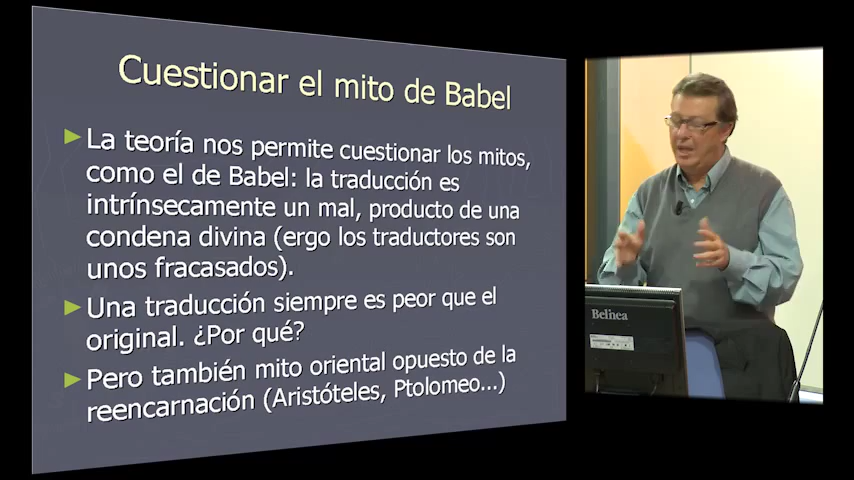 Cuestionar el mito de Babel
La teoría nos permite cuestionar los mitos,
como el de Babel: la traducción es
intrínsecamente un mal, producto de una
condena divina (ergo los traductores son
unos fracasados).
Una traducción siempre es peor que el
original. ¿Por qué?
Pero también mito oriental opuesto de la
reencarnación (Aristóteles, Ptolomeo...)
Belinea